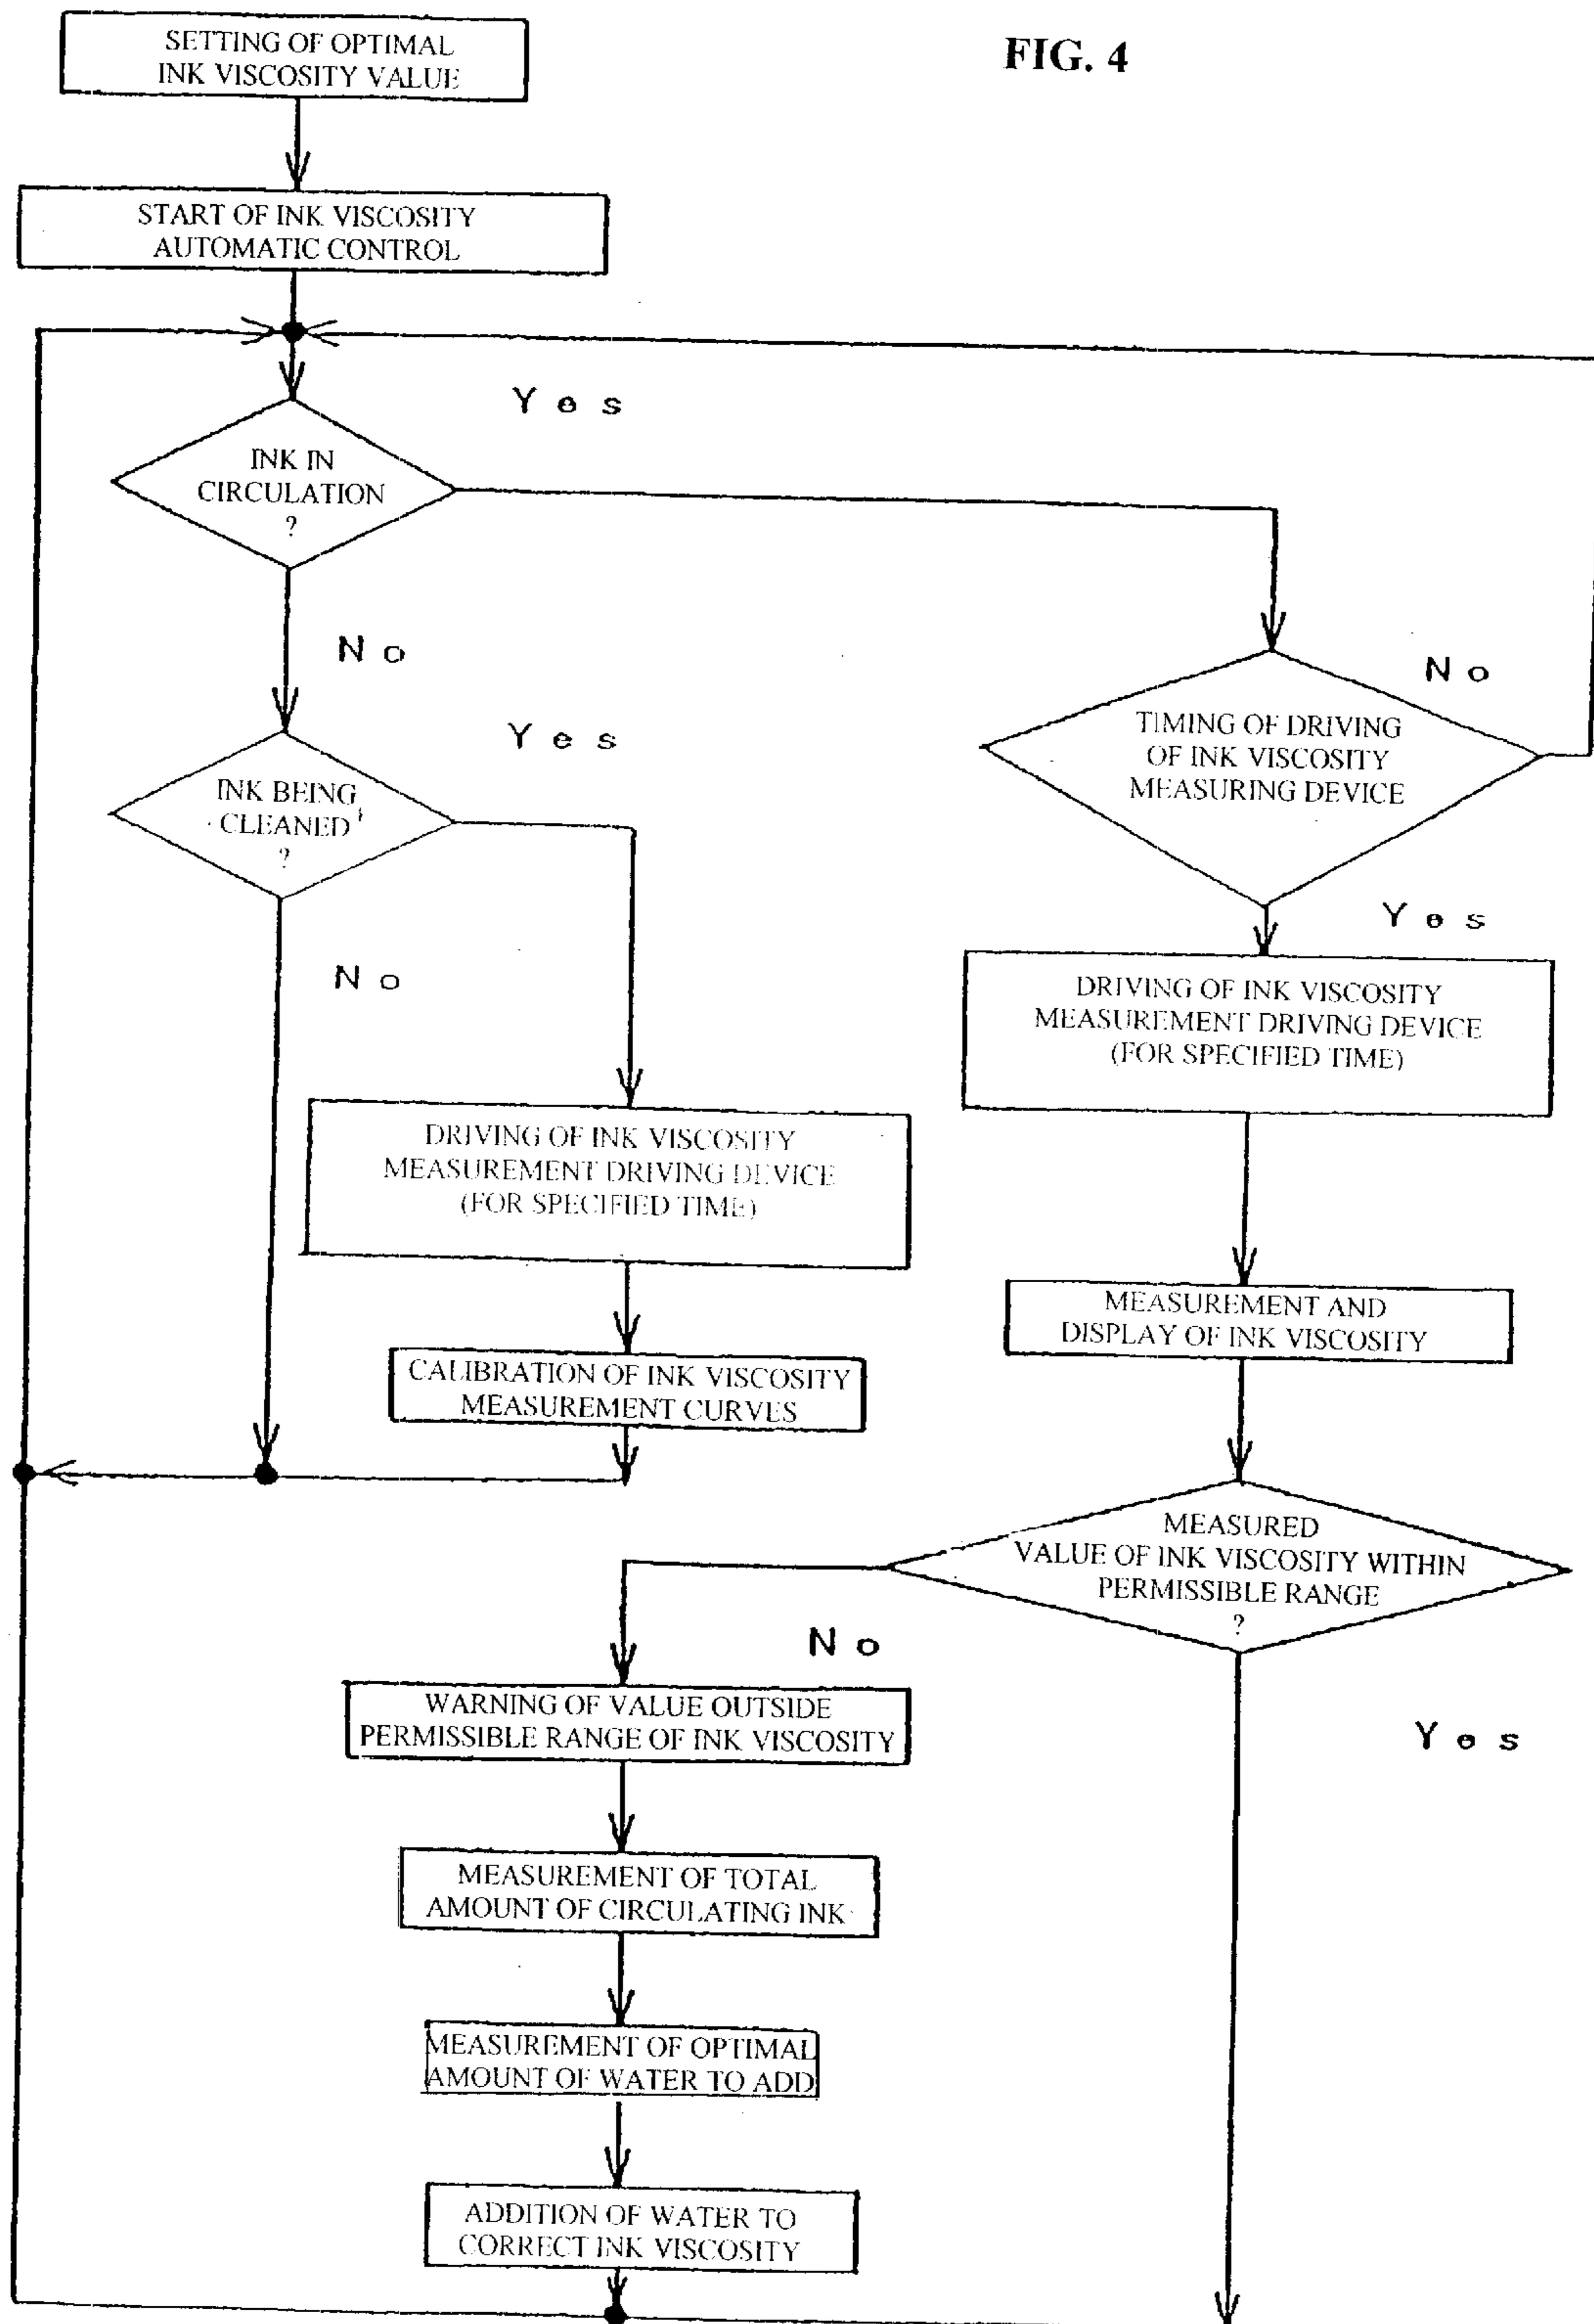 FIG. 4
SETTING OF OPTIMAL
INK VISCOSITY VALUE
START OF INK VISCOSITY
AUTOMATIC CONTROL
Yes
INK IN
CIRCULATION
?
No
No
TIMING OF DRIVING
OF INK VISCOSITY
MEASURING DEVICE
Yes
INK BEING
CLEANED
?
Yes
No
DRIVING OF INK VISCOSITY
MEASUREMENT DRIVING DEVICE
(FOR SPECIFIED TIME)
DRIVING OF INK VISCOSITY
MEASUREMENT DRIVING DEVICE
(FOR SPECIFIED TIME)
MEASUREMENT AND
DISPLAY OF INK VISCOSITY
CALIBRATION OF INK VISCOSITY
MEASUREMENT CURVES
MEASURED
VALUE OF INK VISCOSITY WITHIN
PERMISSIBLE RANGE
?
No
Yes
WARNING OF VALUE OUTSIDE
PERMISSIBLE RANGE OF INK VISCOSITY
MEASUREMENT OF TOTAL
AMOUNT OF CIRCULATING INK
MEASUREMENT OF OPTIMAL
AMOUNT OF WATER TO ADD
ADDITION OF WATER TO
CORRECT INK VISCOSITY